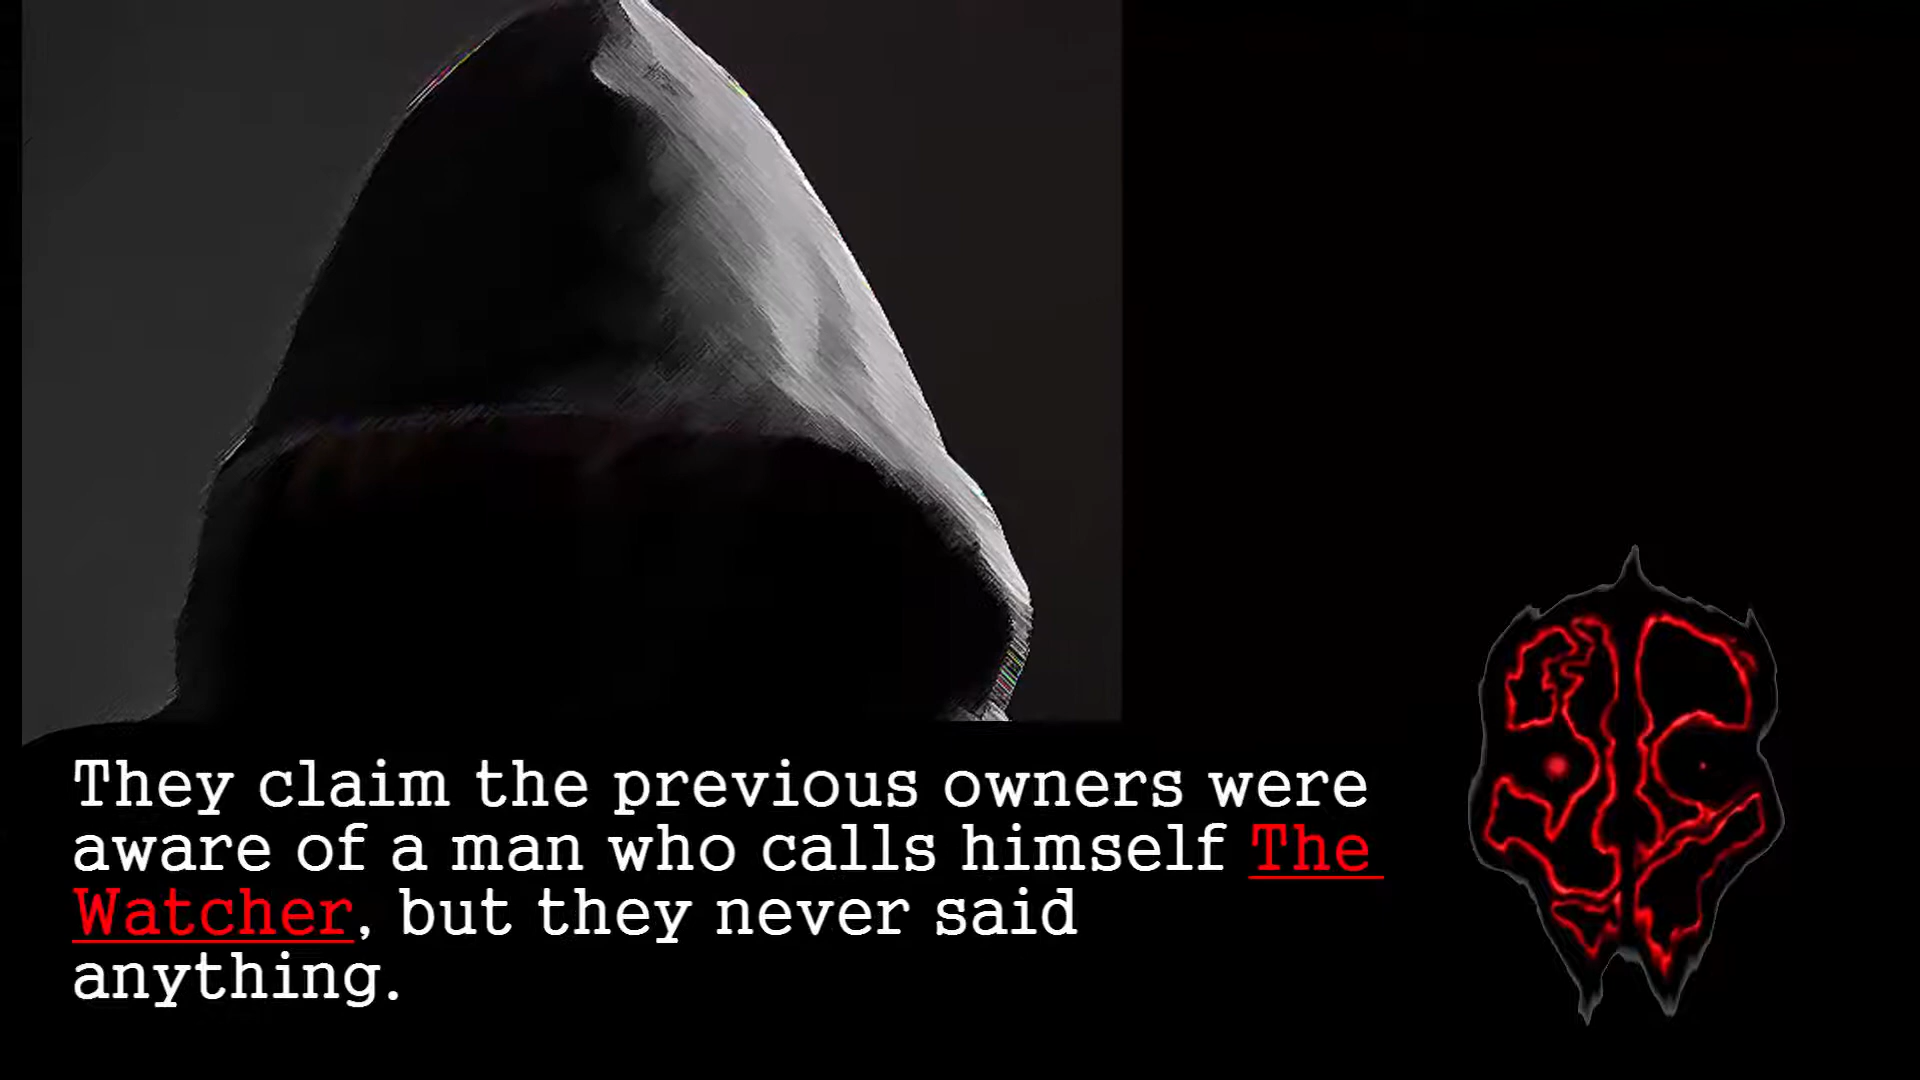 They claim the previous owners were
aware of a man who calls himself The
Watcher, but they never said
anything.